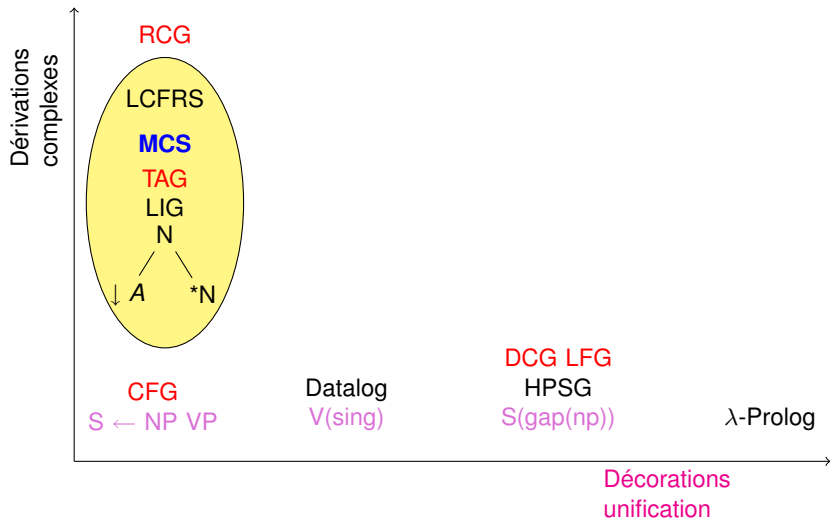 RCG
Dérivations
complexes
LCFRS
MCS
TAG
LIG
N
↓ A *N
CFG
S ← NP VP
Datalog
V(sing)
DCG LFG
HPSG
S(gap(np))
λ-Prolog
Décorations
unification